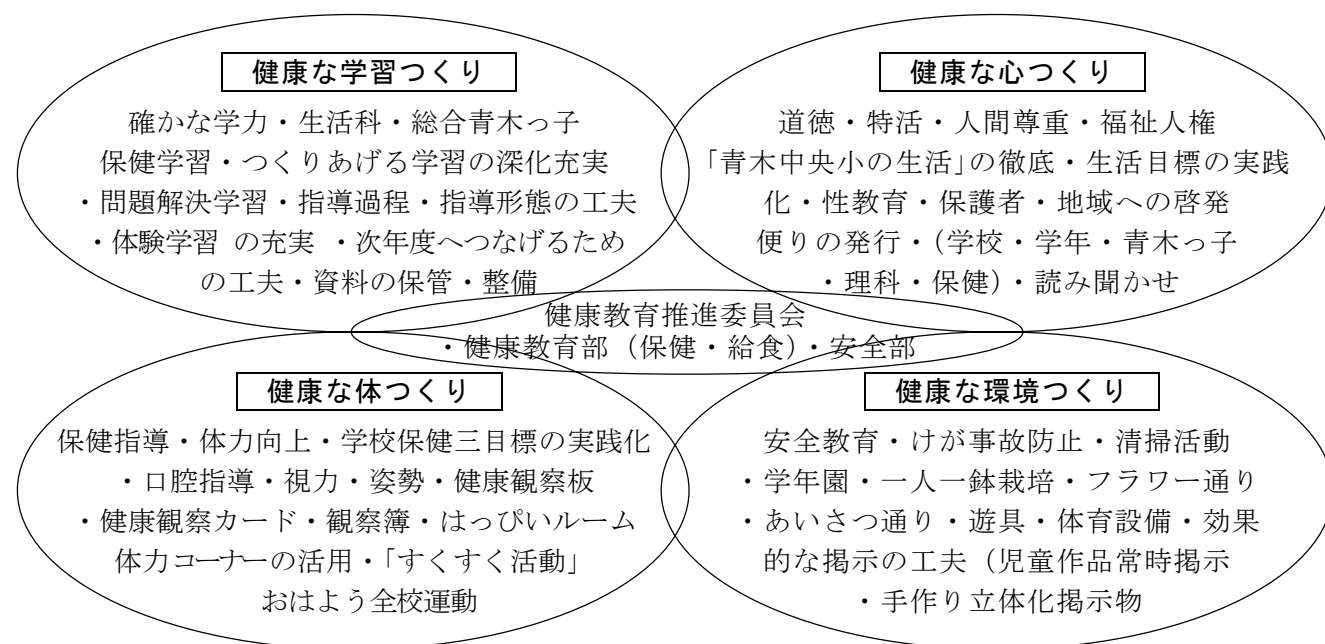 健康な学習つくり
確かな学力・生活科・総合青木っ子
保健学習・つくりあげる学習の深化充実
・問題解決学習・指導過程・指導形態の工夫
・体験学習 の充実 ・次年度へつなげるため
の工夫・資料の保管・整備
健康な心つくり
道徳・特活・人間尊重・福祉人権
「青木中央小の生活」の徹底・生活目標の実践
化・性教育・保護者・地域への啓発
便りの発行・(学校・学年・青木っ子
・理科・保健)・読み聞かせ
健康教育推進委員会
・健康教育部(保健・給食)・安全部
健康な体つくり
保健指導・体力向上・学校保健三目標の実践化
・口腔指導・視力・姿勢・健康観察板
・健康観察カード・観察簿・はっぴいルーム
体力コーナーの活用・「すくすく活動」
おはよう全校運動
健康な環境つくり
安全教育・けが事故防止・清掃活動
・学年園・一人一鉢栽培・フラワー通り
・あいさつ通り・遊具・体育設備・効果
的な掲示の工夫(児童作品常時掲示
・手作り立体化掲示物